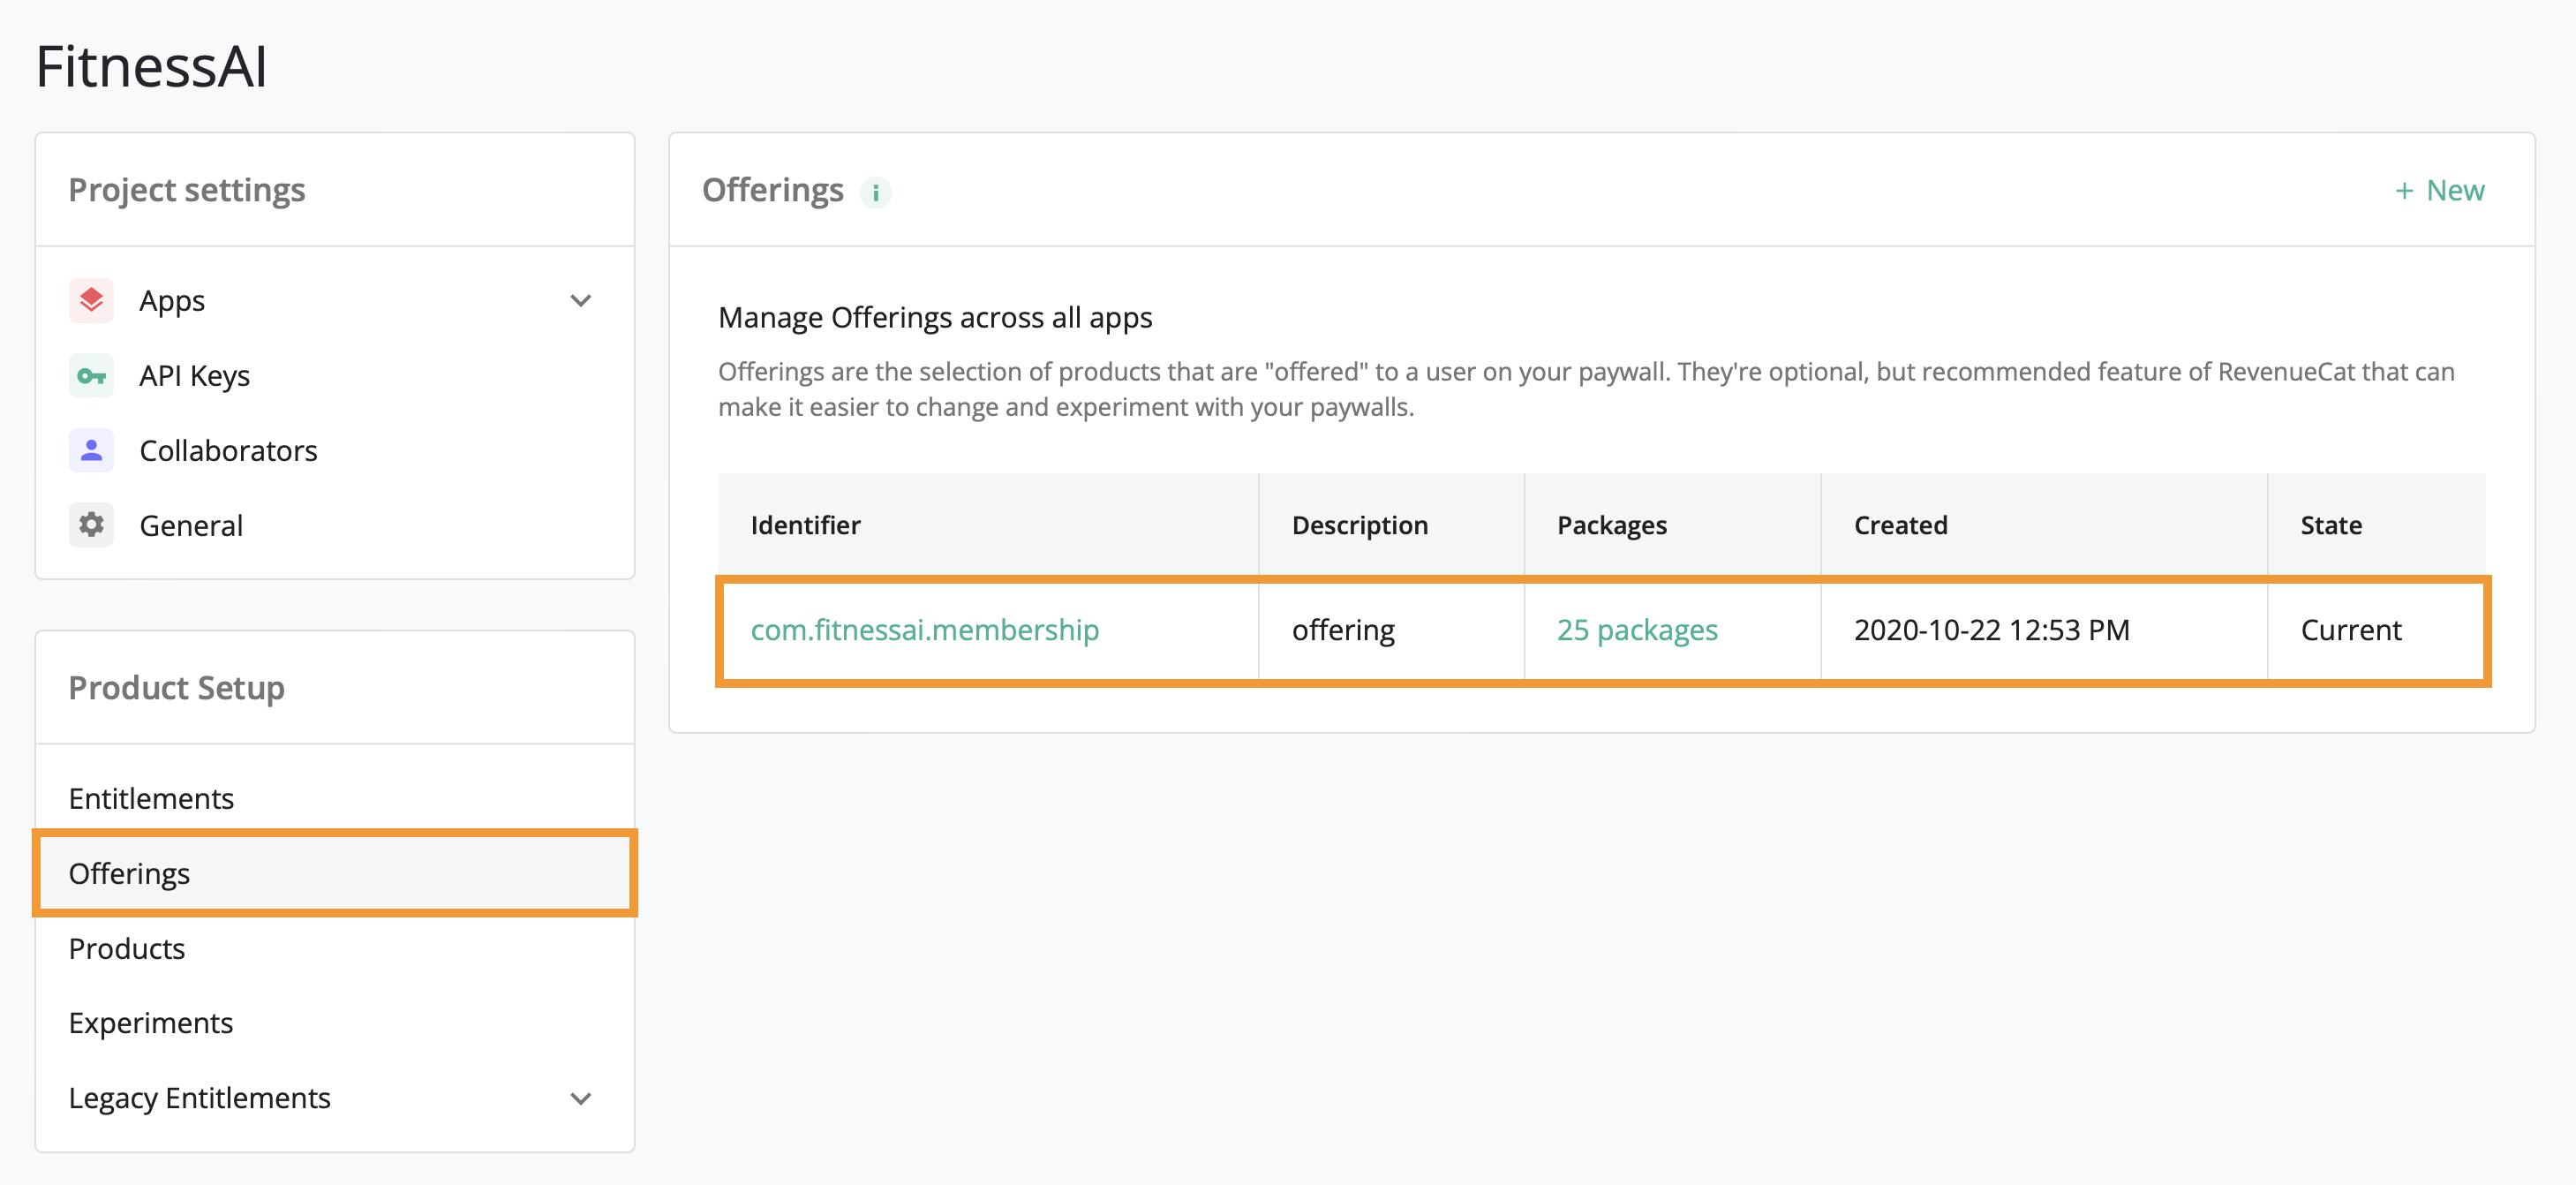 FitnessAI
Project settings
Apps
API Keys
Collaborators
General
Product Setup
Entitlements
Offerings
Products
Experiments
Legacy Entitlements
Offerings i
+ New
Manage Offerings across all apps
Offerings are the selection of products that are "offered" to a user on your paywall. They're optional, but recommended feature of RevenueCat that can
make it easier to change and experiment with your paywalls.
Identifier Description Packages Created State
com.fitnessai.membership offering 25 packages 2020-10-22 12:53 PM Current